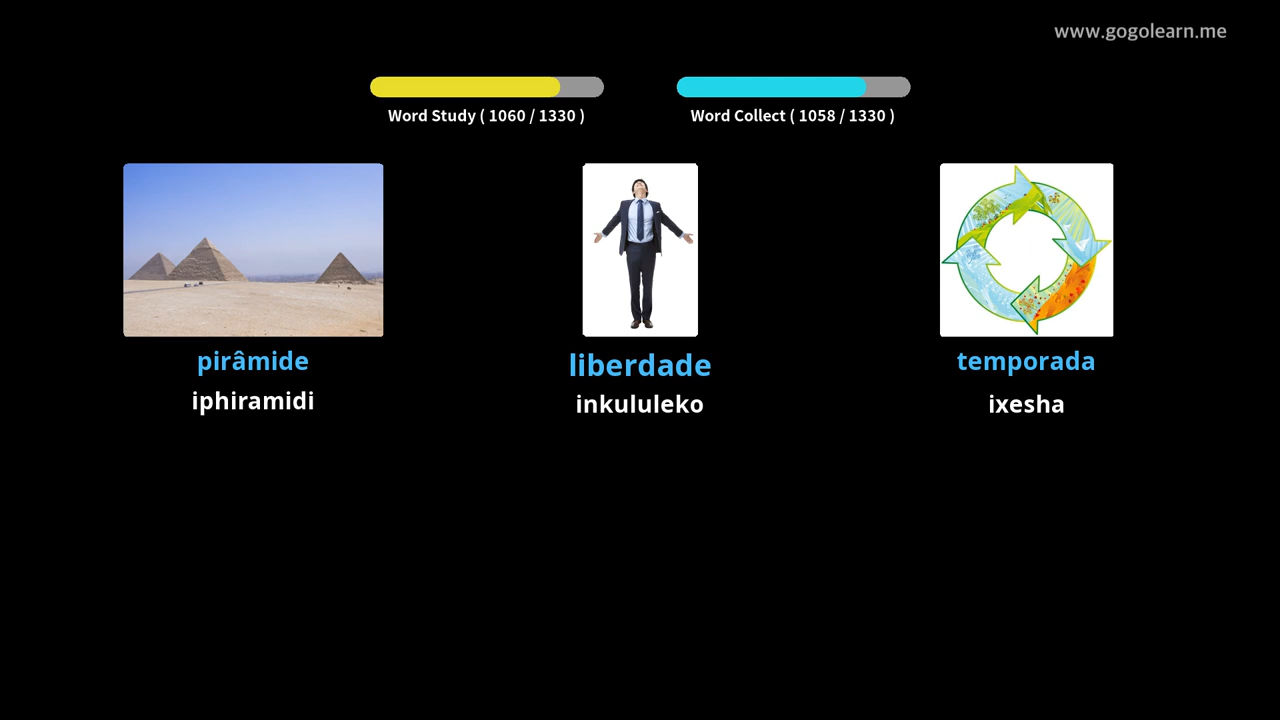 www.gogolearn.me
Word Study ( 1060 / 1330 )
Word Collect ( 1058 / 1330 )
pirâmide
iphiramidi
liberdade
inkululeko
temporada
ixesha